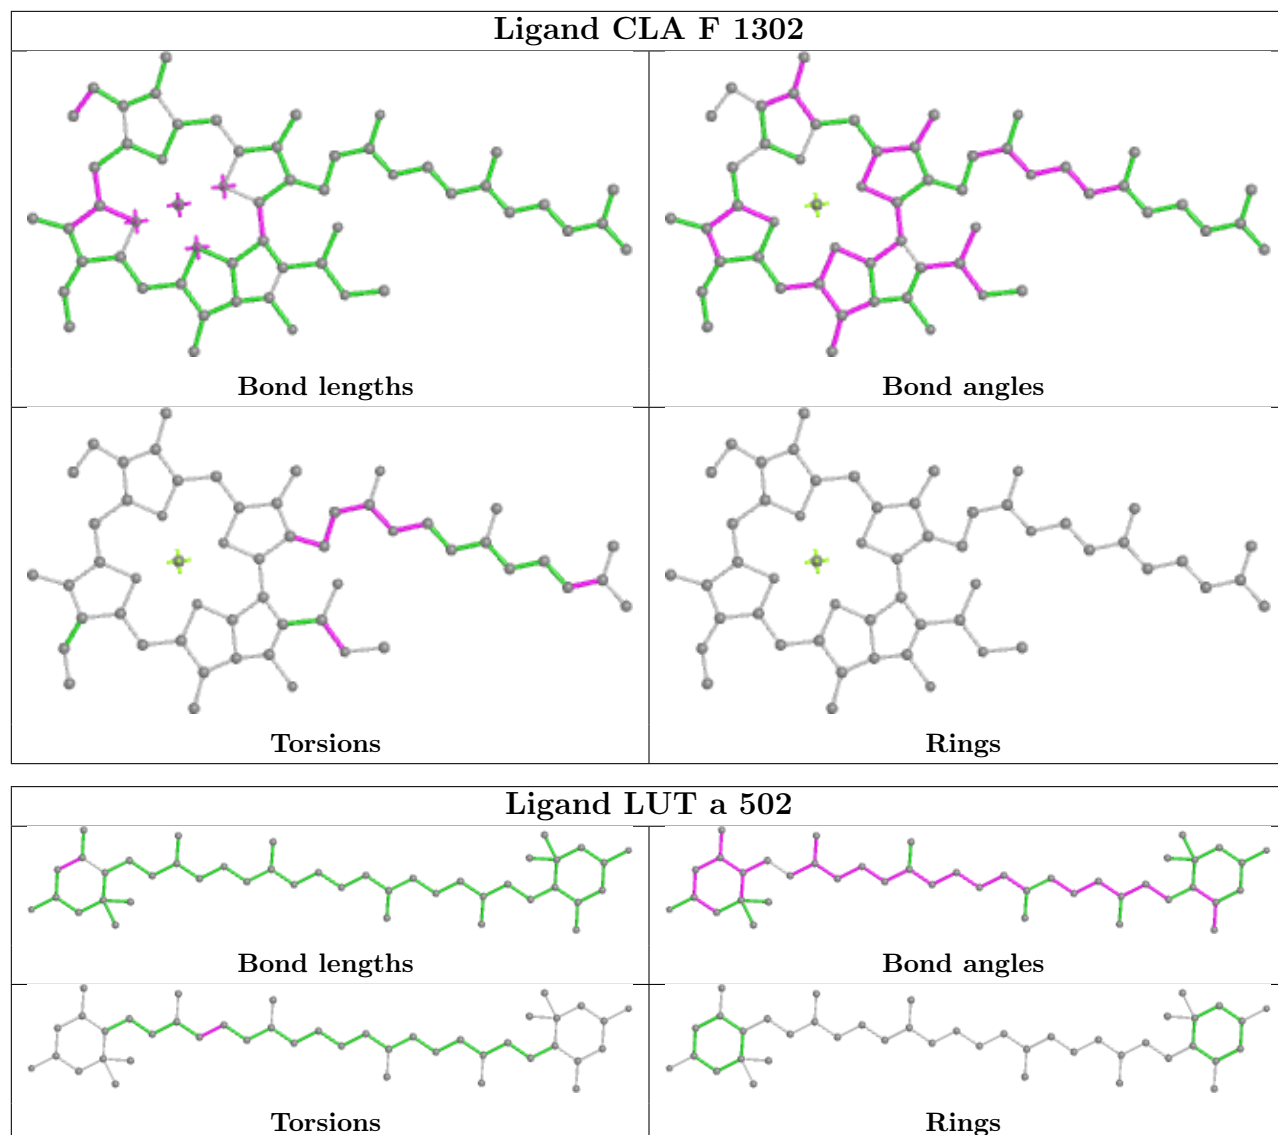 Ligand CLA F 1302
Bond lengths
Bond angles
Torsions
Rings
Ligand LUT a 502
Bond lengths
Bond angles
Torsions
Rings